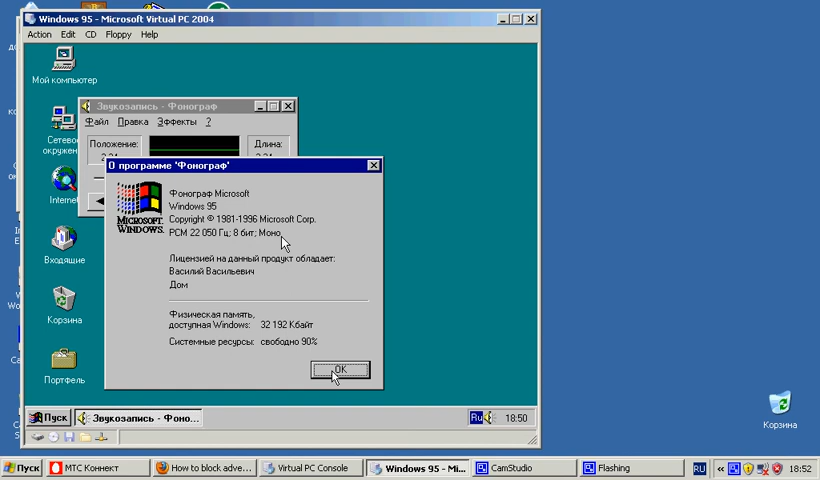 Windows 95 - Microsoft Virtual PC 2004
Action Edit CD Floppy Help
Мой компьютер
Звукозапись - Фонограф
Файл Правка Эффекты ?
Положение:
Длина:
Сетевое
окружен
О программе 'Фонограф'
MICROSOFT.
WINDOWS.
Фонограф Microsoft
Windows 95
Copyright © 1981-1996 Microsoft Corp.
PCM 22 050 Гц; 8 бит; Моно
Лицензией на данный продукт обладает:
Василий Васильевич
Дом
Физическая память,
доступная Windows: 32 192 Кбайт
Системные ресурсы: свободно 90%
OK
Interne
Входящие
Корзина
Портфель
Пуск
Звукозапись - Фоно...
Ru
18:50
Корзина
Пуск
МТС Коннект
How to block adve...
Virtual PC Console
Windows 95 - Mi...
CamStudio
Flashing
RU
18:52